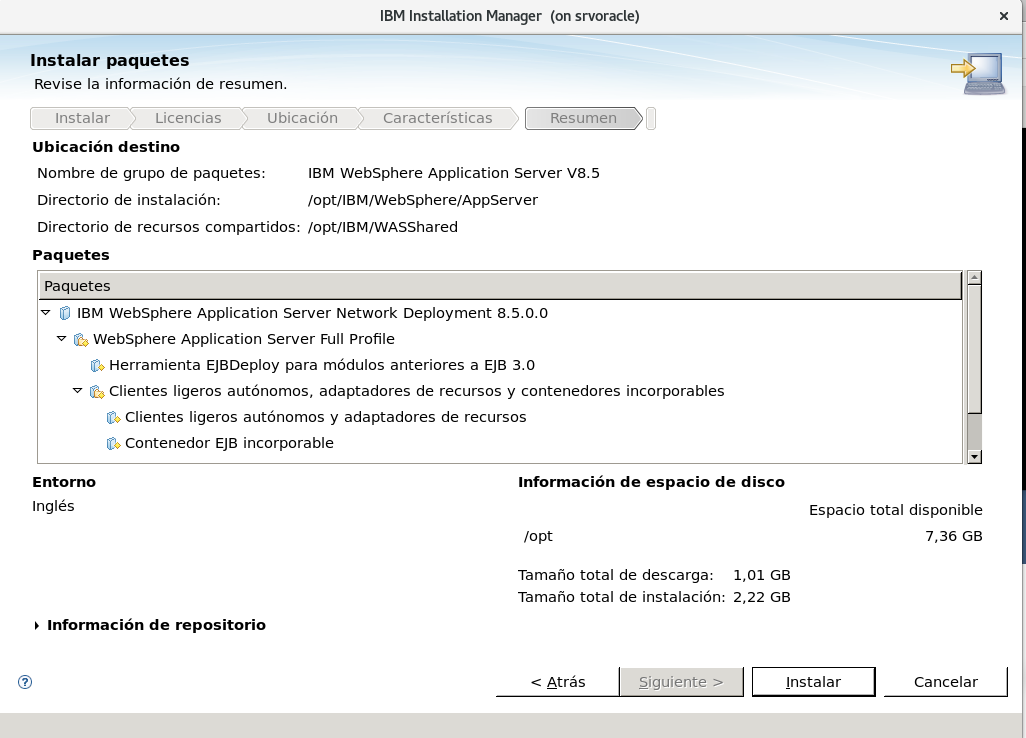 IBM Installation Manager (on srvoracle)
Instalar paquetes
Revise la información de resumen.
Instalar Licencias Ubicación Características Resumen
Ubicación destino
Nombre de grupo de paquetes: IBM WebSphere Application Server V8.5
Directorio de instalación: /opt/IBM/WebSphere/AppServer
Directorio de recursos compartidos: /opt/IBM/WASShared
Paquetes
Paquetes
IBM WebSphere Application Server Network Deployment 8.5.0.0
WebSphere Application Server Full Profile
Herramienta EJBDeploy para módulos anteriores a EJB 3.0
Clientes ligeros autónomos, adaptadores de recursos y contenedores incorporables
Clientes ligeros autónomos y adaptadores de recursos
Contenedor EJB incorporable
Entorno
Inglés
Información de espacio de disco
Espacio total disponible
/opt 7,36 GB
Tamaño total de descarga: 1,01 GB
Tamaño total de instalación: 2,22 GB
Información de repositorio
? < Atrás Siguiente > Instalar Cancelar